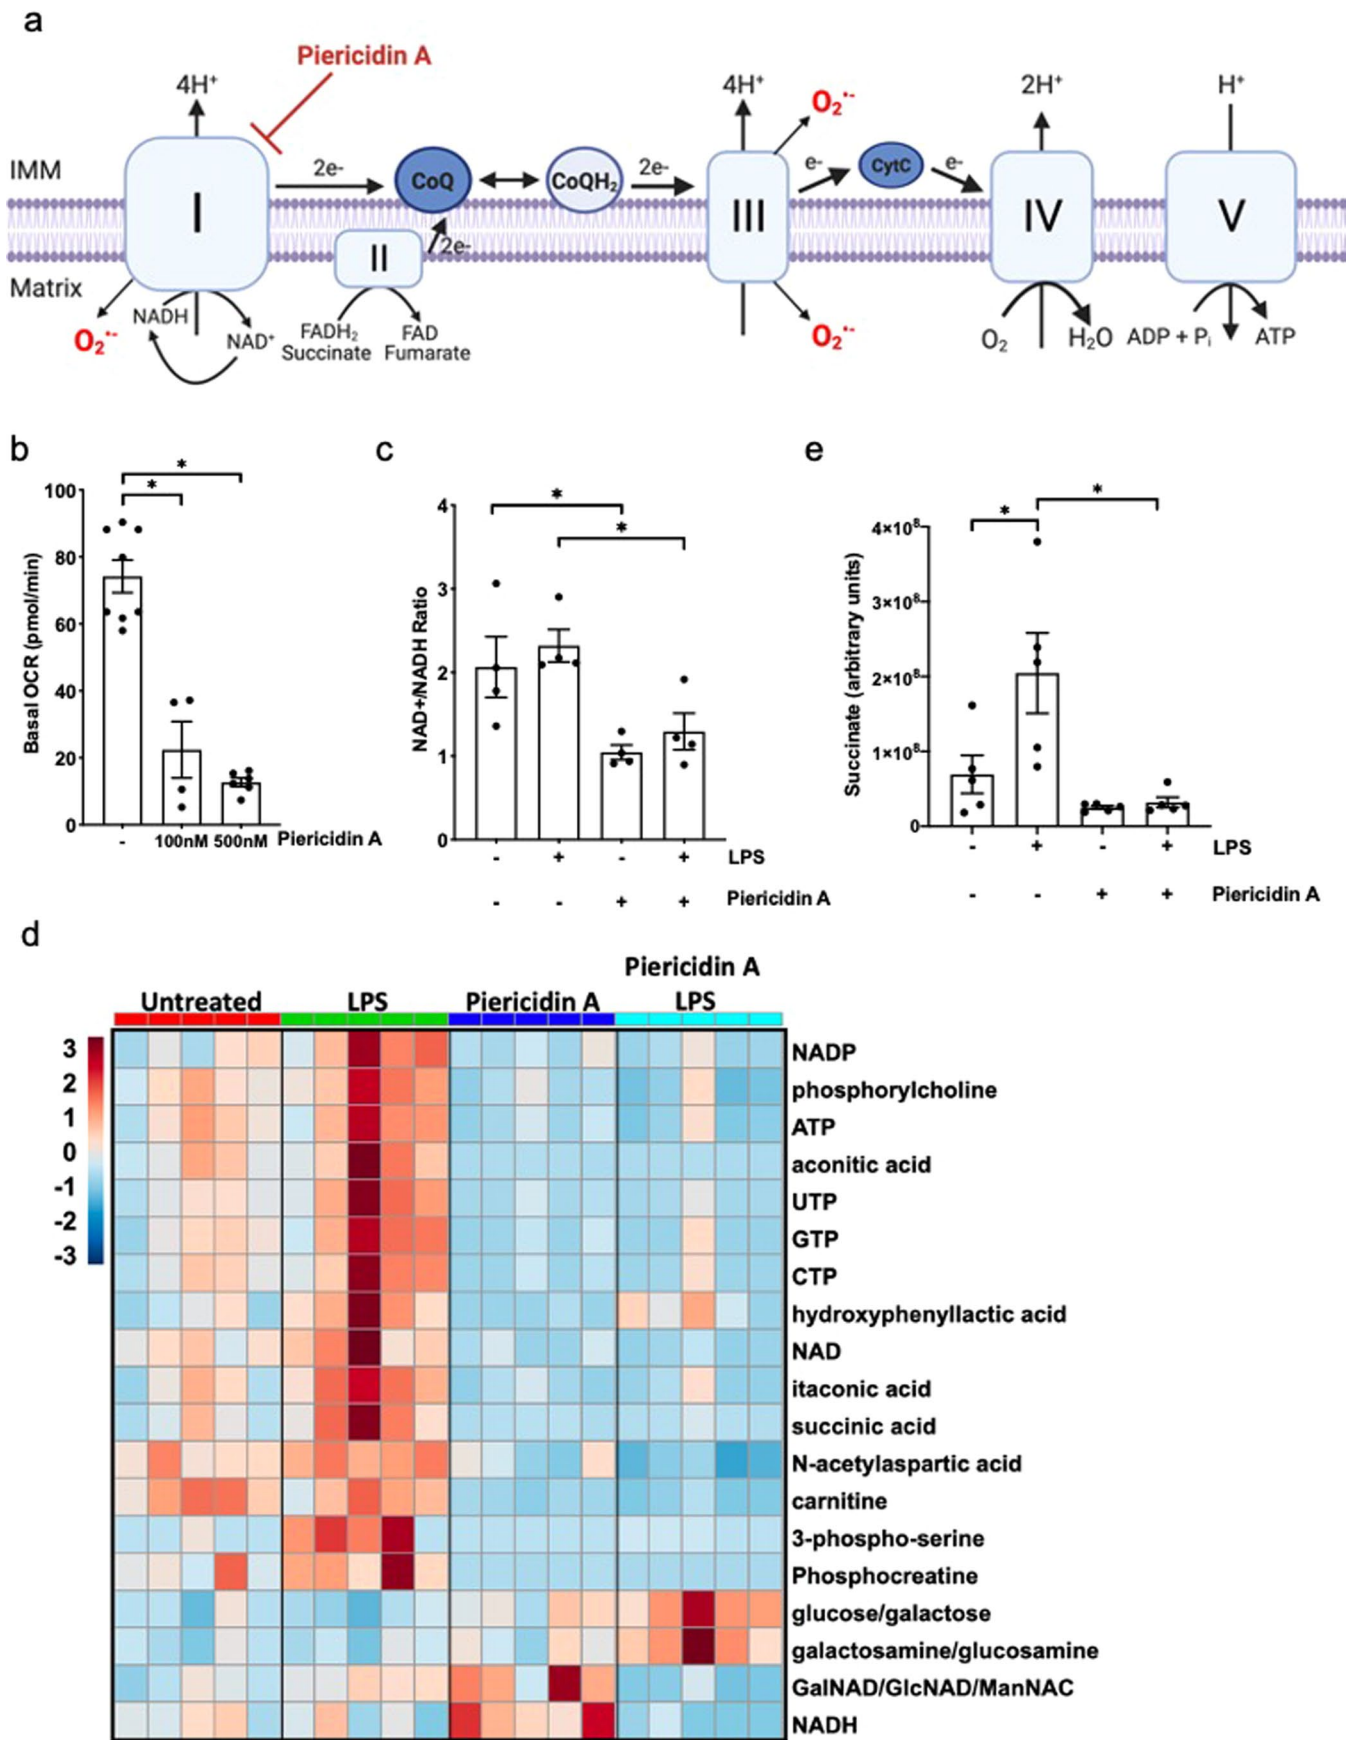 a
Piericidin A
4H⁺
4H⁺
O₂•-
2H⁺
H⁺
IMM
2e-
CoQ
CoQH₂
2e-
e-
CytC
e-
I
II
2e-
III
IV
V
Matrix
O₂•-
NADH
NAD⁺
FADH₂
Succinate
FAD
Fumarate
O₂•-
O₂
H₂O
ADP + Pᵢ
ATP
b
*
*
Basal OCR (pmol/min)
100
80
60
40
20
0
-
100nM
500nM
Piericidin A
c
*
*
NAD+/NADH Ratio
4
3
2
1
0
- + - + LPS
- - + + Piericidin A
e
*
*
Succinate (arbitrary units)
4×10⁸
3×10⁸
2×10⁸
1×10⁸
0
- + - + LPS
- - + + Piericidin A
d
Piericidin A
Untreated
LPS
Piericidin A
LPS
3
2
1
0
-1
-2
-3
NADP
phosphorylcholine
ATP
aconitic acid
UTP
GTP
CTP
hydroxyphenyllactic acid
NAD
itaconic acid
succinic acid
N-acetylaspartic acid
carnitine
3-phospho-serine
Phosphocreatine
glucose/galactose
galactosamine/glucosamine
GalNAD/GlcNAD/ManNAC
NADH